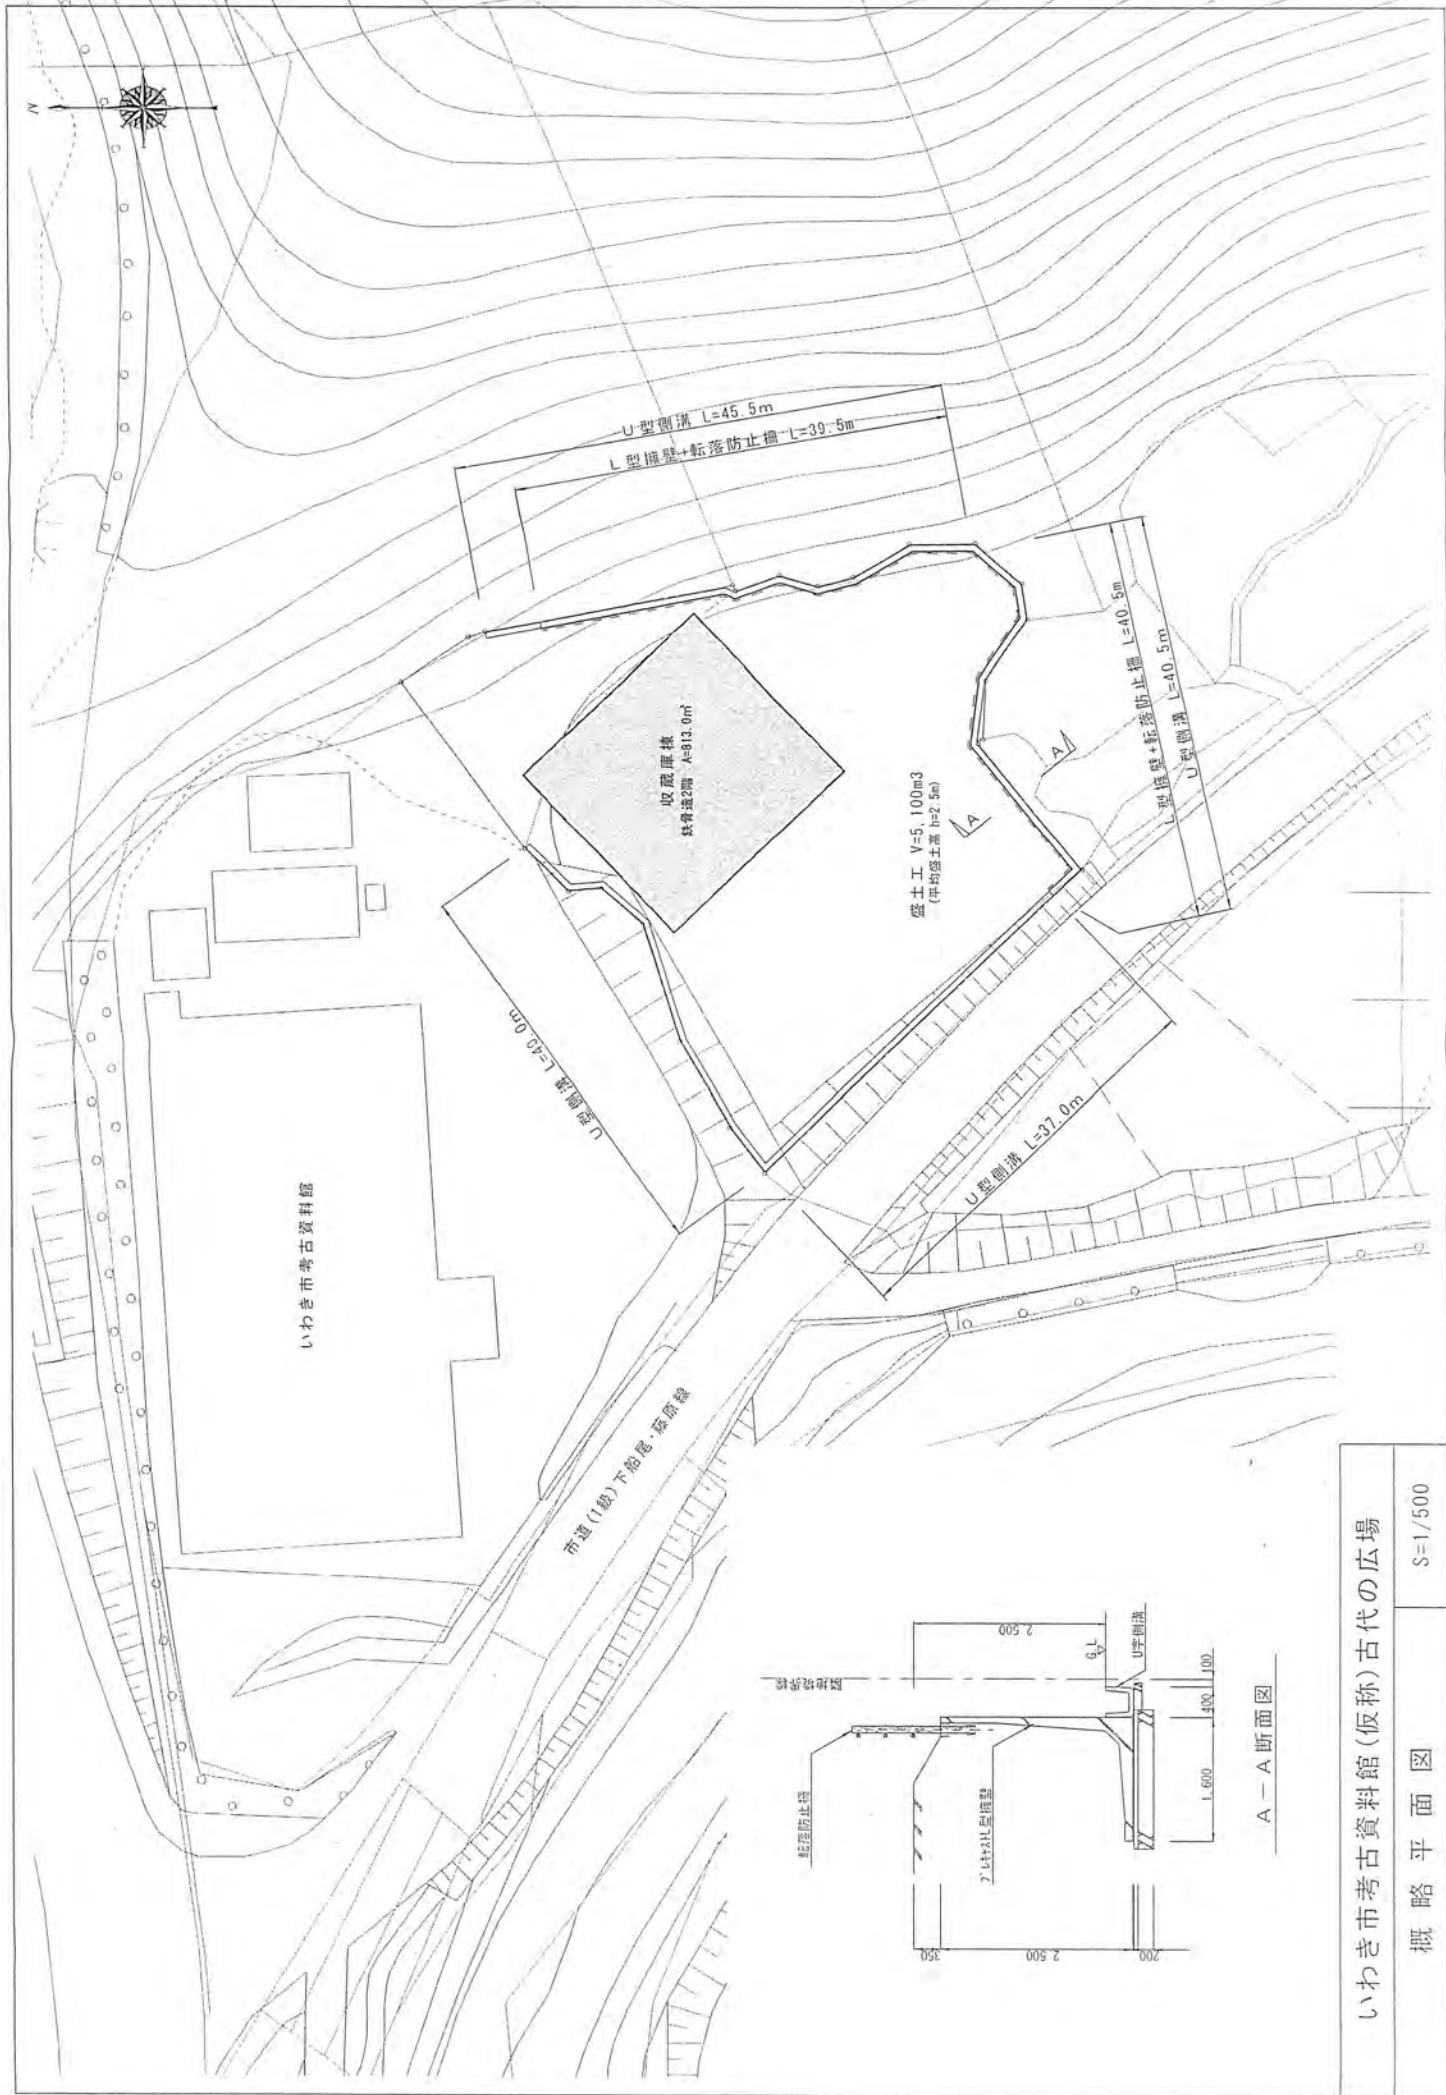 N
U型側溝 L=45.5m
L型擁壁+転落防止柵 L=39.5m
収蔵庫棟
鉄骨造2階 A=813.0㎡
盛土工 V=5,100m3
(平均盛土高 h=2.5m)
A
A
L型擁壁+転落防止柵 L=40.5m
U型側溝 L=40.5m
U型側溝 L=40.0m
U型側溝 L=37.0m
いわき市考古資料館
市道(1級)下船尾・藤原線
転落防止柵
隣地境界線
プレキャストL型擁壁
2,500
G.L
U字側溝
350
2,500
200
1,600
400
100
A-A断面図
いわき市考古資料館(仮称)古代の広場
概略平面図
S=1/500